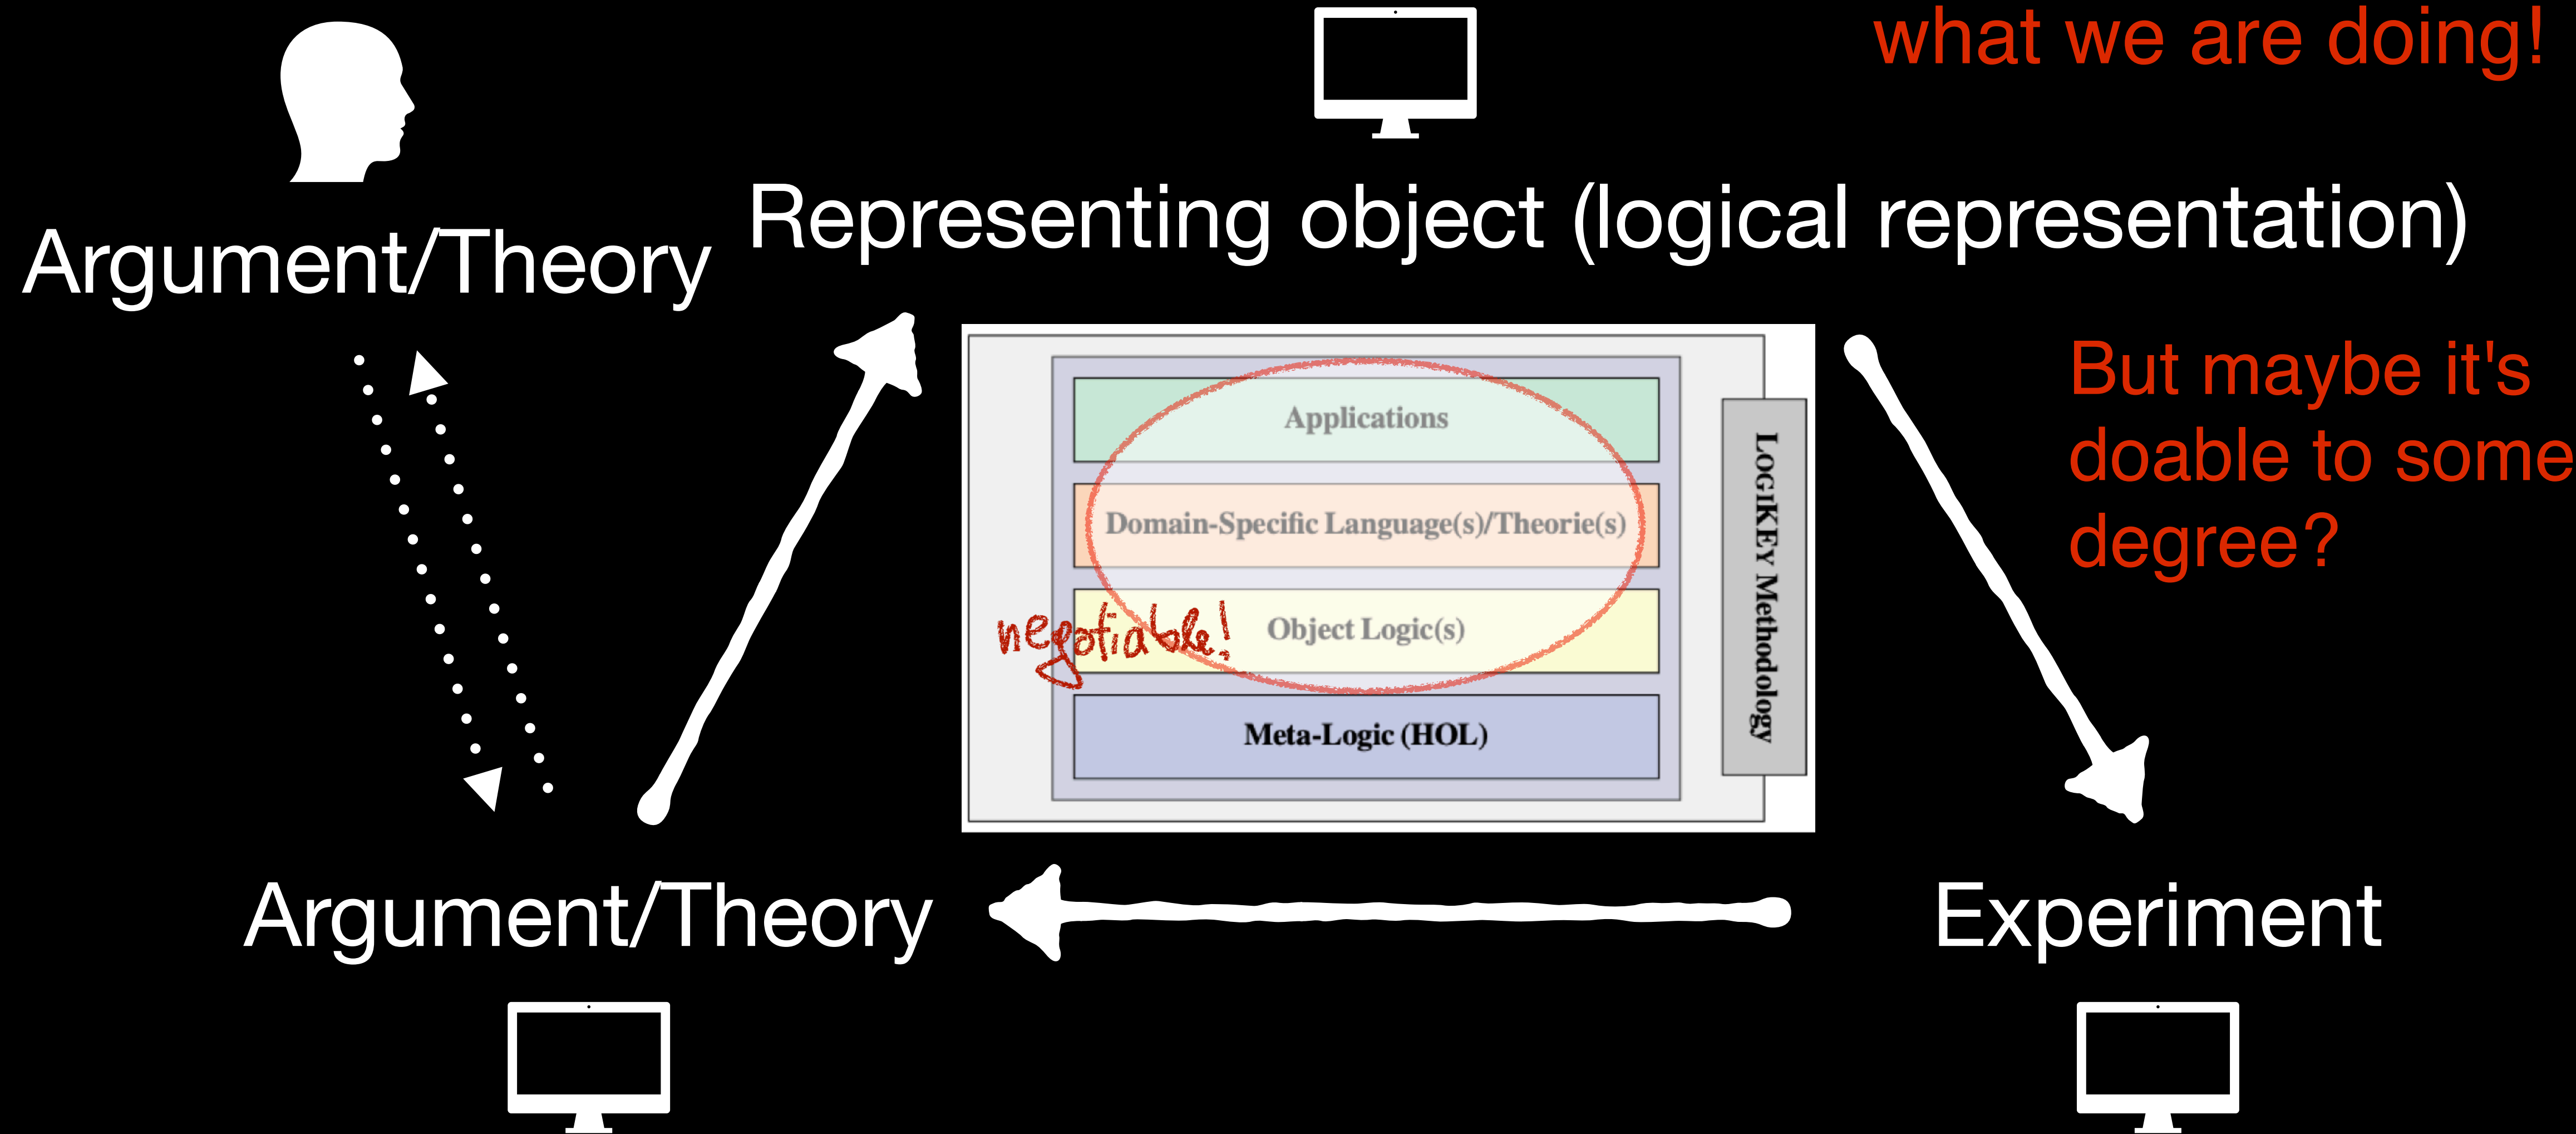 what we are doing!
Argument/Theory
Representing object (logical representation)
But maybe it's
doable to some
degree?
Applications
Domain-Specific Language(s)/Theorie(s)
negotiable!
Object Logic(s)
Meta-Logic (HOL)
LOGIKEY Methodology
Argument/Theory
Experiment